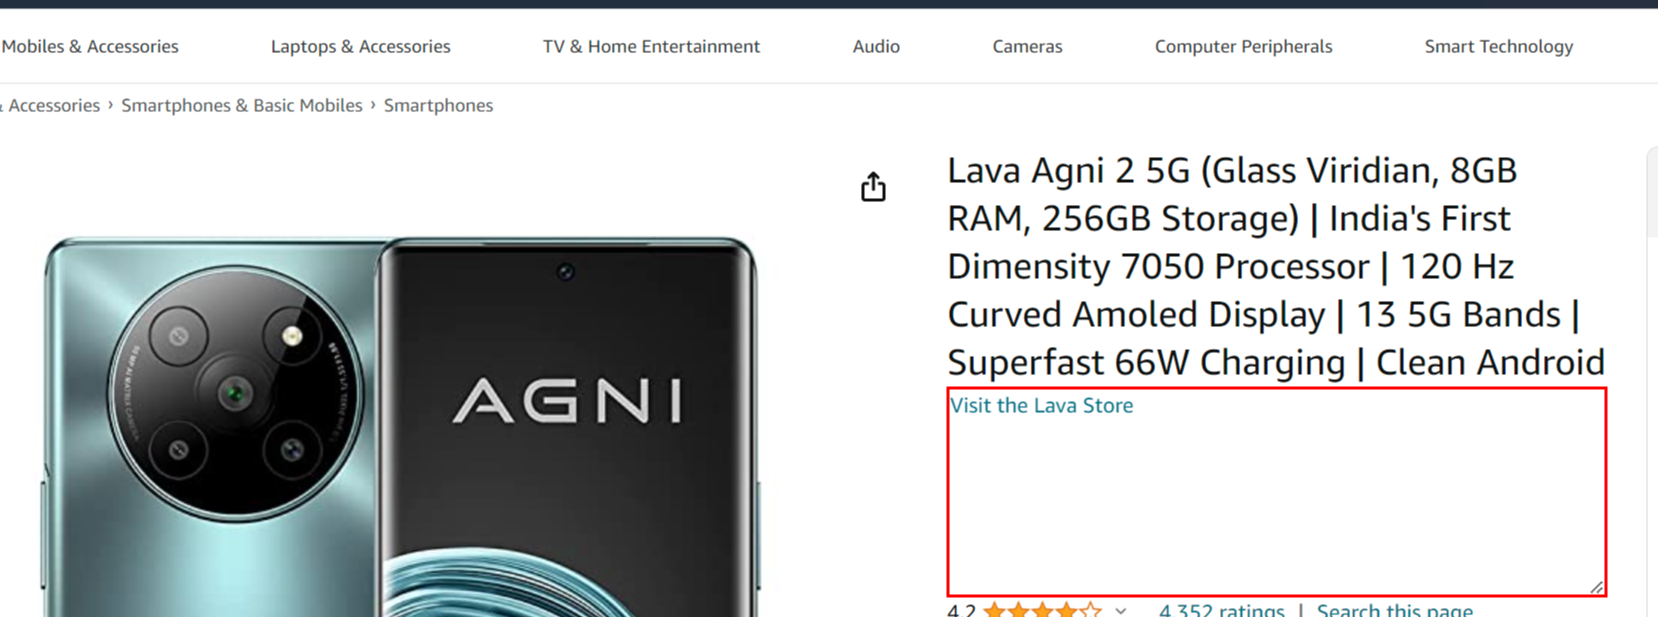 Mobiles & Accessories Laptops & Accessories TV & Home Entertainment Audio Cameras Computer Peripherals Smart Technology
& Accessories › Smartphones & Basic Mobiles › Smartphones
Lava Agni 2 5G (Glass Viridian, 8GB
RAM, 256GB Storage) | India's First
Dimensity 7050 Processor | 120 Hz
Curved Amoled Display | 13 5G Bands |
Superfast 66W Charging | Clean Android
Visit the Lava Store
4.2 4,352 ratings | Search this page
AGNI